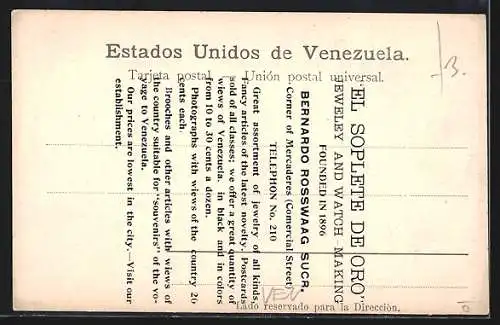 Estados Unidos de Venezuela.
Tarjeta postal — Unión postal universal.
"EL SOPLETE DE ORO"
JEWELEY AND WATCH-MAKING
FOUNDED IN 1896
BERNARDO ROSSWAAG SUCR.
Corner of Mercaderes (Comercial Street)
TELEPHON No. 210
Great assortment of jewelry of all kinds,
Fancy articles of the latest novelty. Postcards
sold of all classes; we offer a great quantity of
views of Venezuela. in black and in colors
from 10 to 30 cents a dozen.
Photographs with views of the country 20
cents each.
Brooches and other articles with views of
the country suitable for "souvenirs" of the vo-
yage to Venezuela.
Our prices are lowest in the city.—Visit our
establishment.
Lado reservado para la Dirección.
VEN